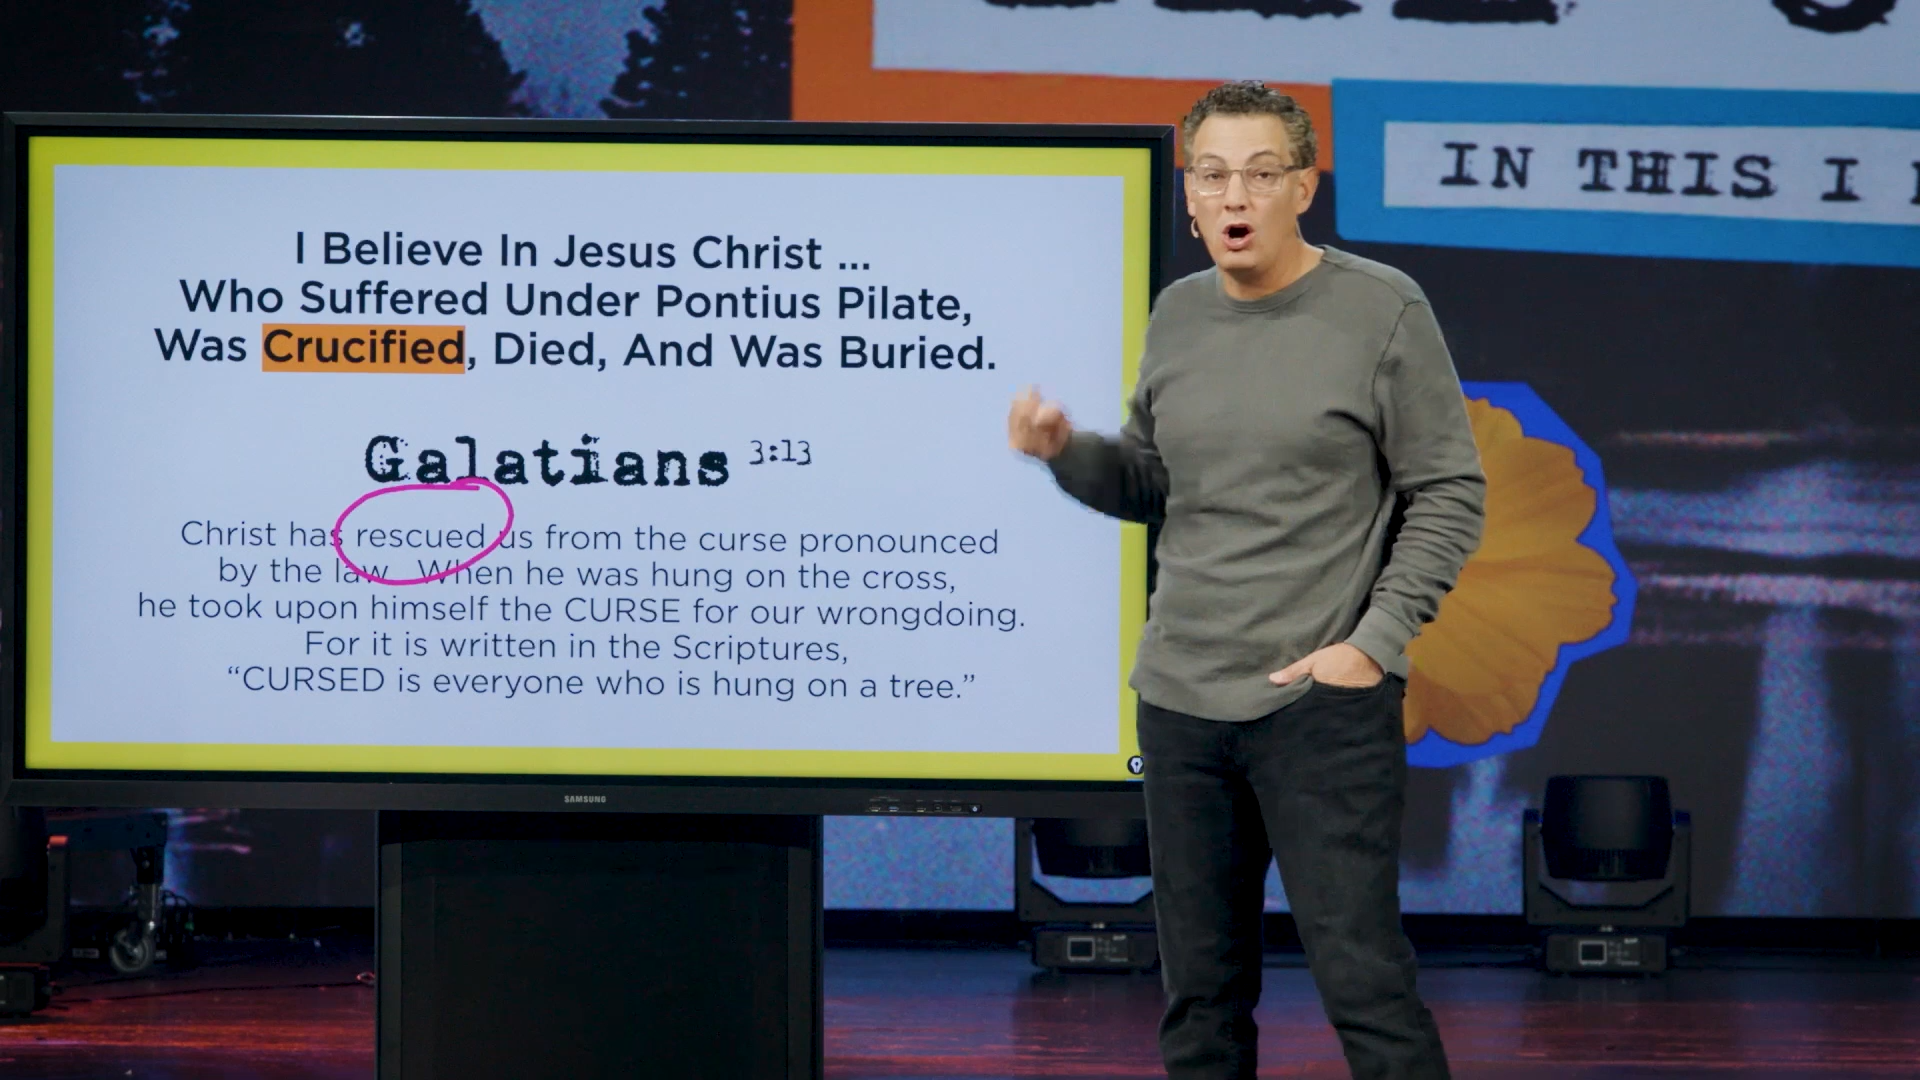 IN THIS I
I Believe In Jesus Christ ...
Who Suffered Under Pontius Pilate,
Was Crucified, Died, And Was Buried.
Galatians 3:13
Christ has rescued us from the curse pronounced
by the law. When he was hung on the cross,
he took upon himself the CURSE for our wrongdoing.
For it is written in the Scriptures,
“CURSED is everyone who is hung on a tree.”
SAMSUNG